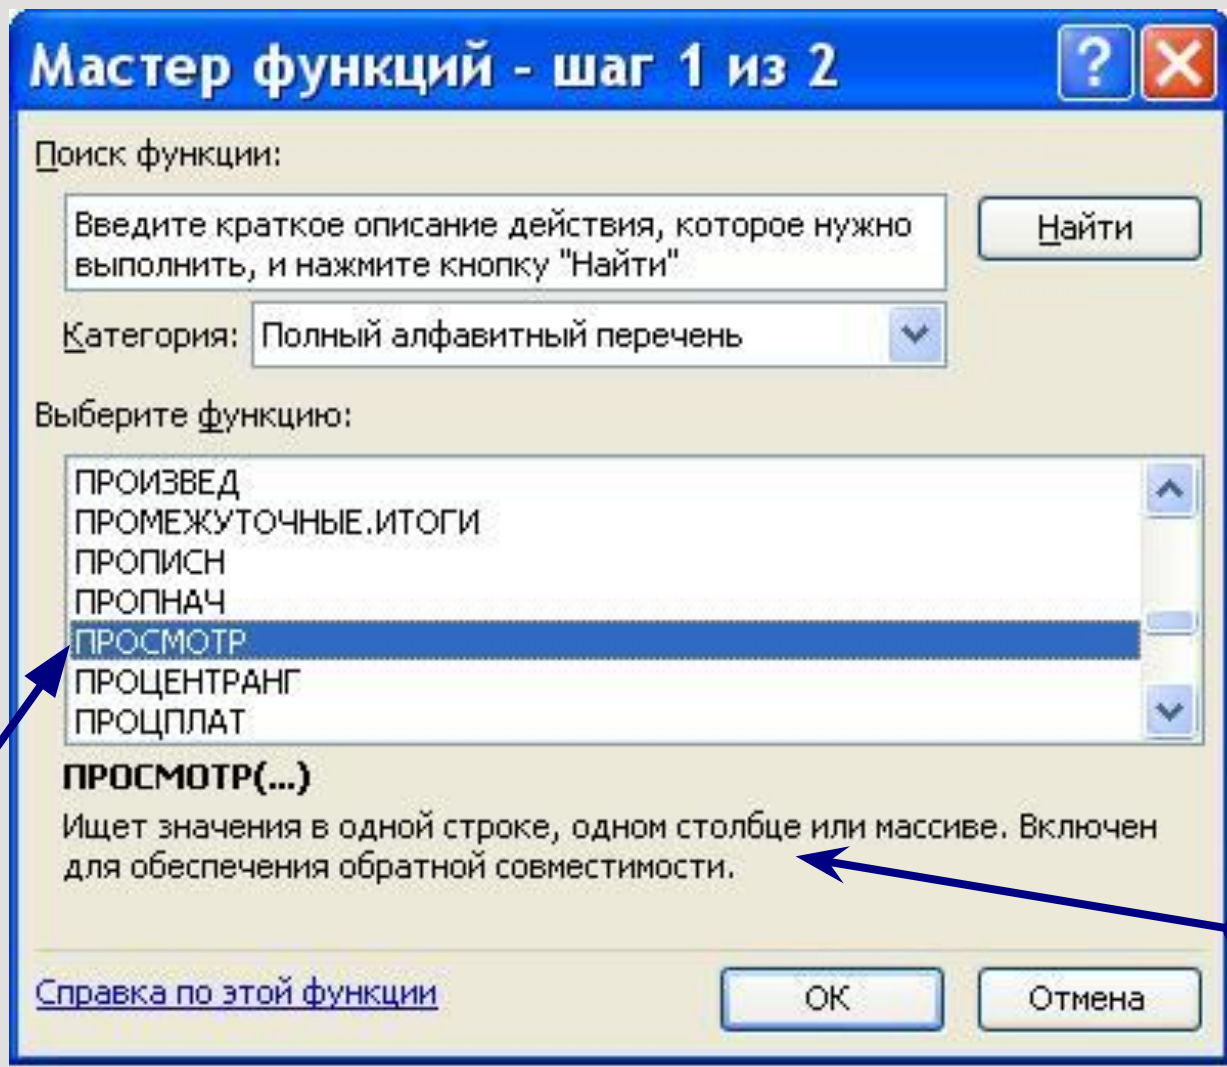 Мастер функций - шаг 1 из 2
Поиск функции:
Введите краткое описание действия, которое нужно
выполнить, и нажмите кнопку "Найти"
Найти
Категория: Полный алфавитный перечень
Выберите функцию:
ПРОИЗВЕД
ПРОМЕЖУТОЧНЫЕ.ИТОГИ
ПРОПИСН
ПРОПНАЧ
ПРОСМОТР
ПРОЦЕНТРАНГ
ПРОЦПЛАТ
ПРОСМОТР(...)
Ищет значения в одной строке, одном столбце или массиве. Включен
для обеспечения обратной совместимости.
Справка по этой функции
ОК
Отмена